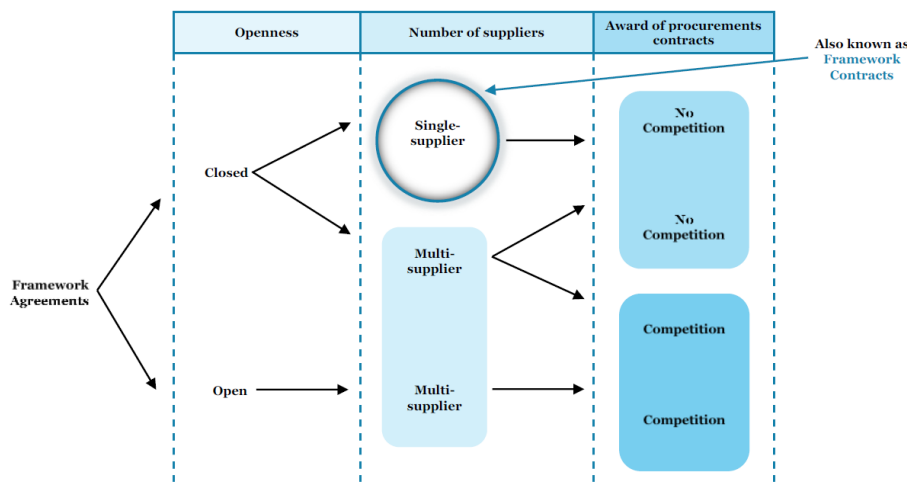 Openness
Number of suppliers
Award of procurements
contracts
Also known as
Framework
Contracts
Single-
supplier
No
Competition
Closed
No
Competition
Multi-
supplier
Framework
Agreements
Competition
Open
Multi-
supplier
Competition